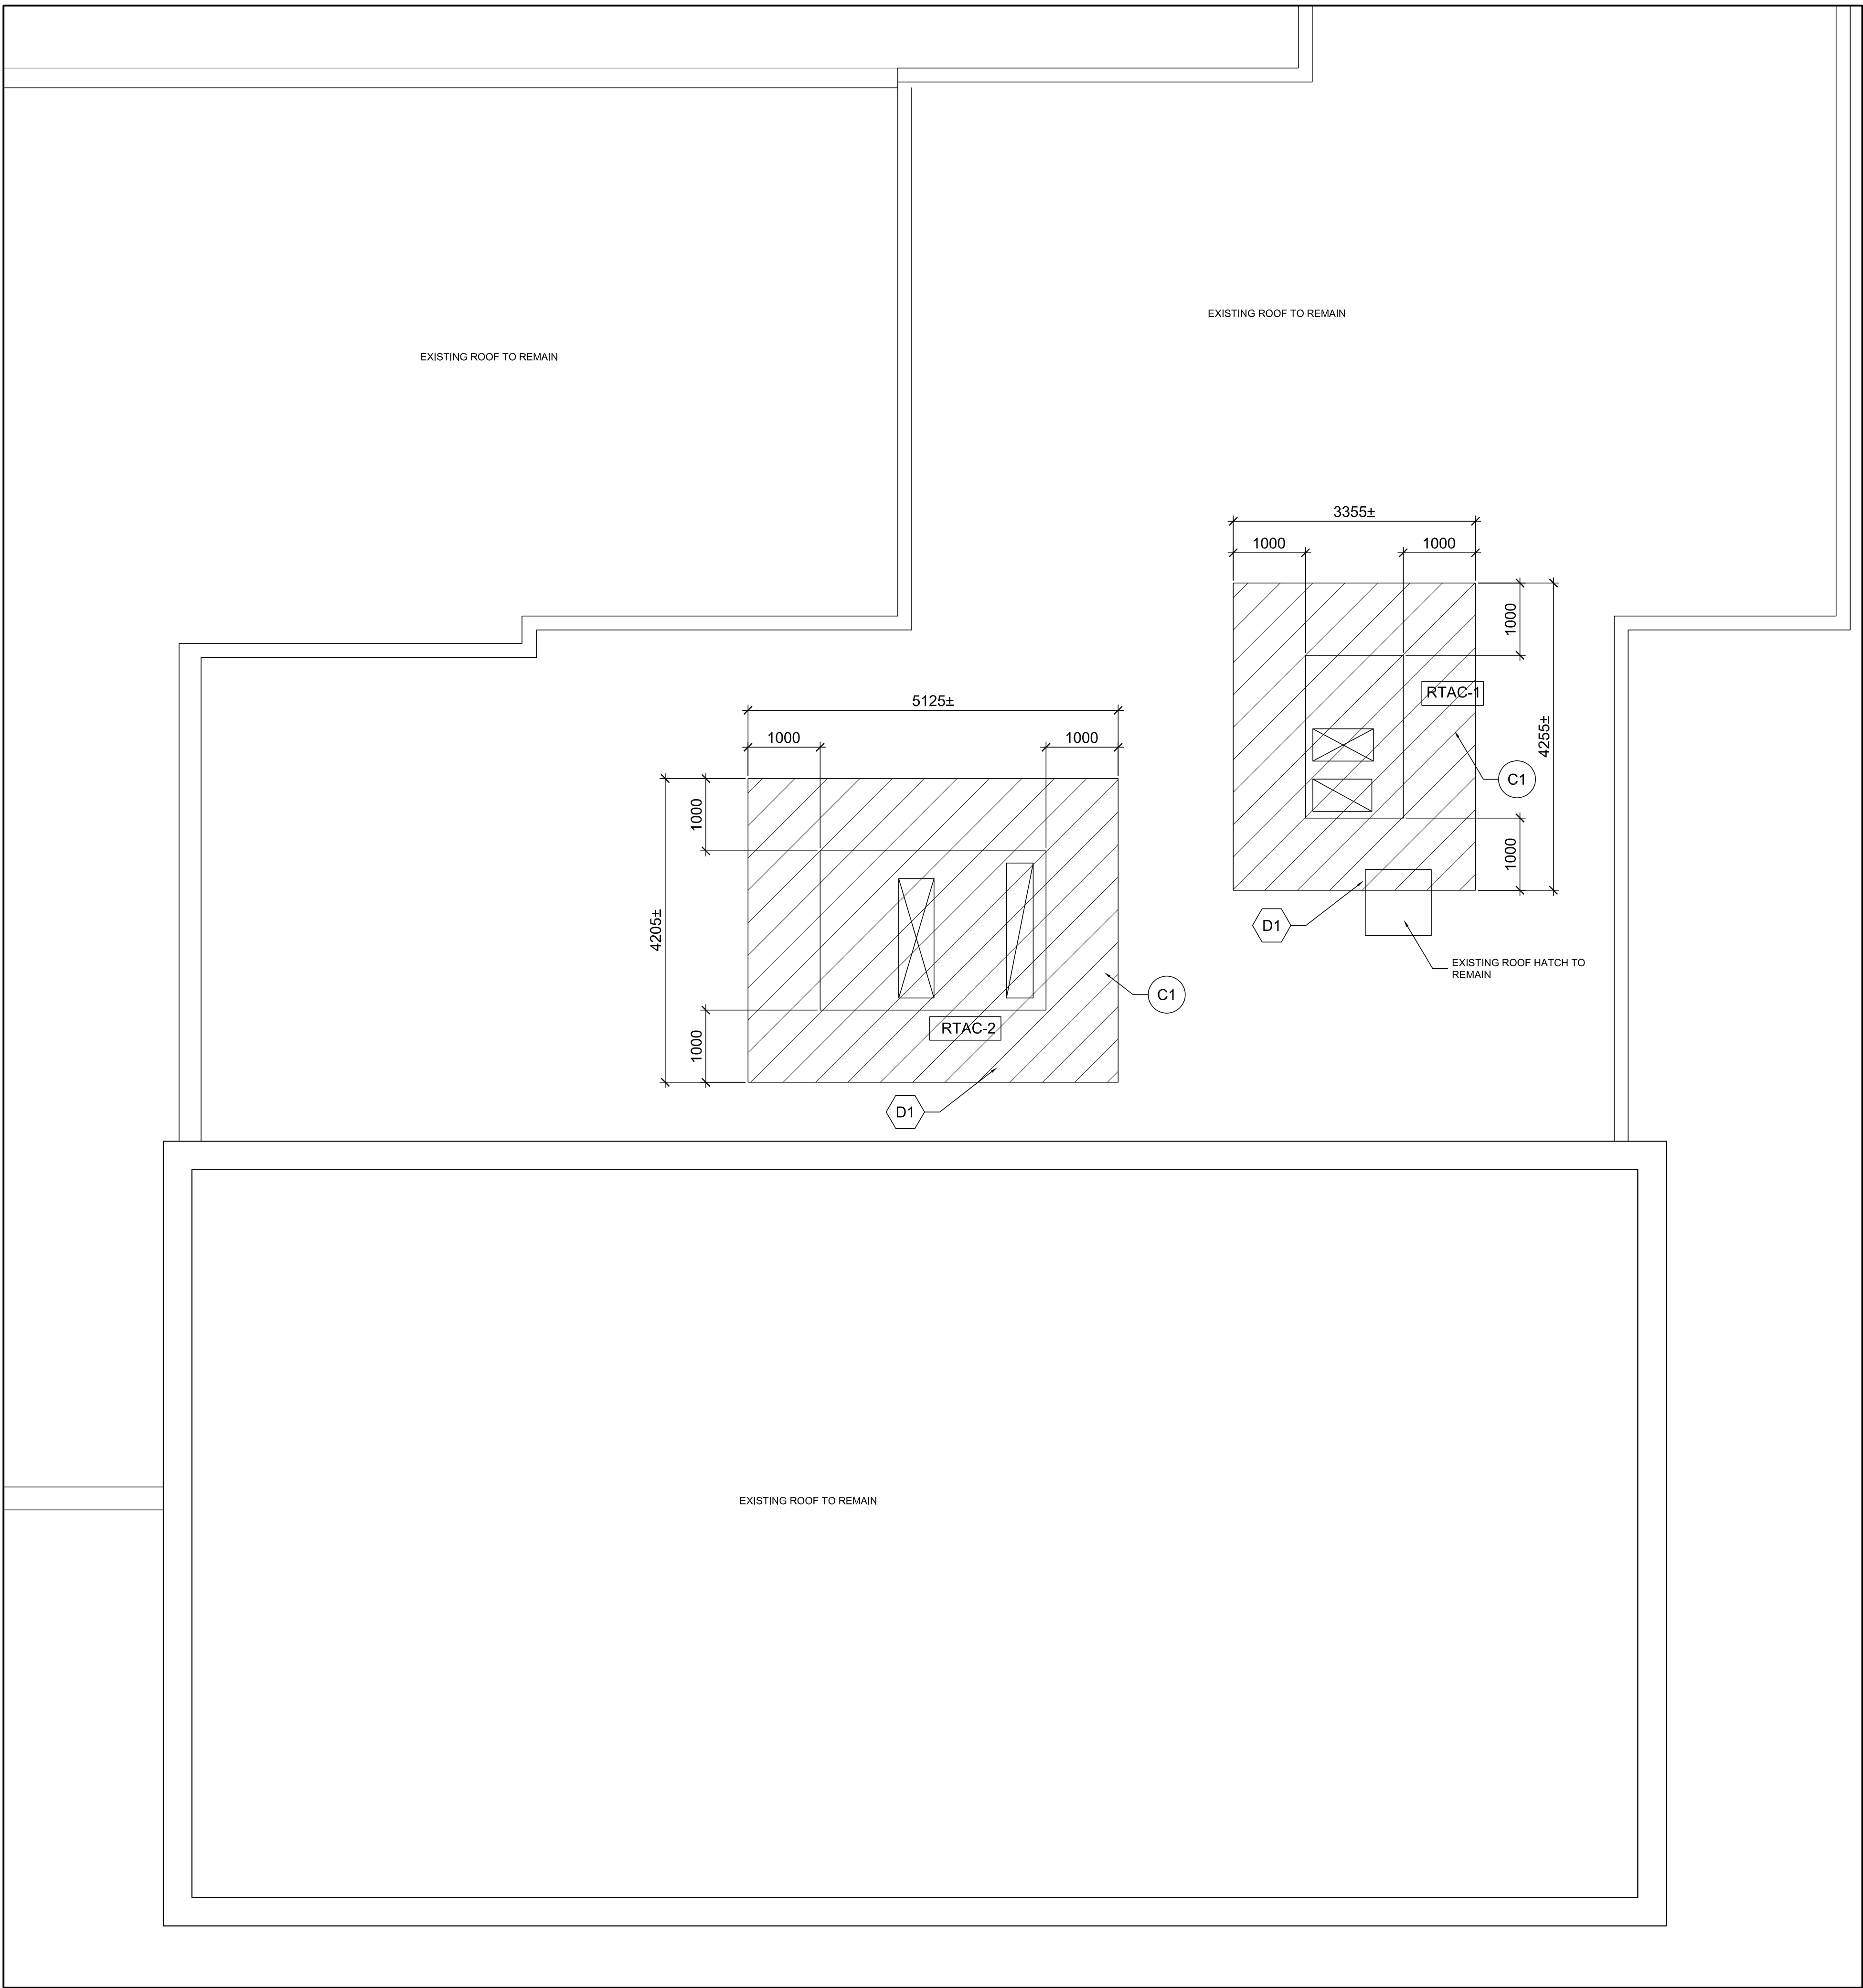 EXISTING ROOF TO REMAIN
EXISTING ROOF TO REMAIN
3355±
1000
1000
1000
RTAC-1
4255±
C1
1000
D1
EXISTING ROOF HATCH TO
REMAIN
5125±
1000
1000
1000
4205±
C1
RTAC-2
1000
D1
EXISTING ROOF TO REMAIN